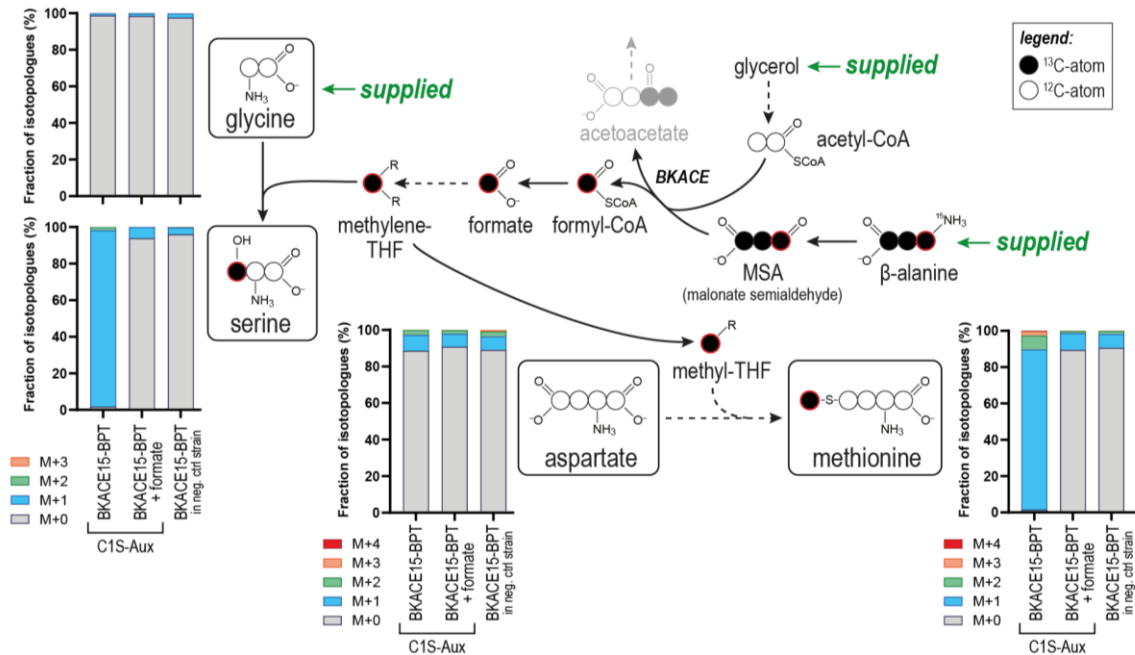 Fraction of isotopologues (%)
100
80
60
40
20
0
O
O-
NH3
glycine
supplied
acetoacetate
O-
O
O
glycerol
supplied
legend:
13C-atom
12C-atom
O
SCoA
acetyl-CoA
BKACE
R
R
methylene-
THF
O
O-
formate
O
SCoA
formyl-CoA
O
O-
O
MSA
(malonate semialdehyde)
O
O-
15NH3
β-alanine
supplied
Fraction of isotopologues (%)
100
80
60
40
20
0
OH
O
O-
NH3
serine
M+3
M+2
M+1
M+0
BKACE15-BPT
BKACE15-BPT
+ formate
BKACE15-BPT
in neg. ctrl strain
C1S-Aux
Fraction of isotopologues (%)
100
80
60
40
20
0
O
O-
O
O-
NH3
aspartate
R
methyl-THF
S
O
O-
NH3
methionine
M+4
M+3
M+2
M+1
M+0
BKACE15-BPT
BKACE15-BPT
+ formate
BKACE15-BPT
in neg. ctrl strain
C1S-Aux
Fraction of isotopologues (%)
100
80
60
40
20
0
M+4
M+3
M+2
M+1
M+0
BKACE15-BPT
BKACE15-BPT
+ formate
BKACE15-BPT
in neg. ctrl strain
C1S-Aux